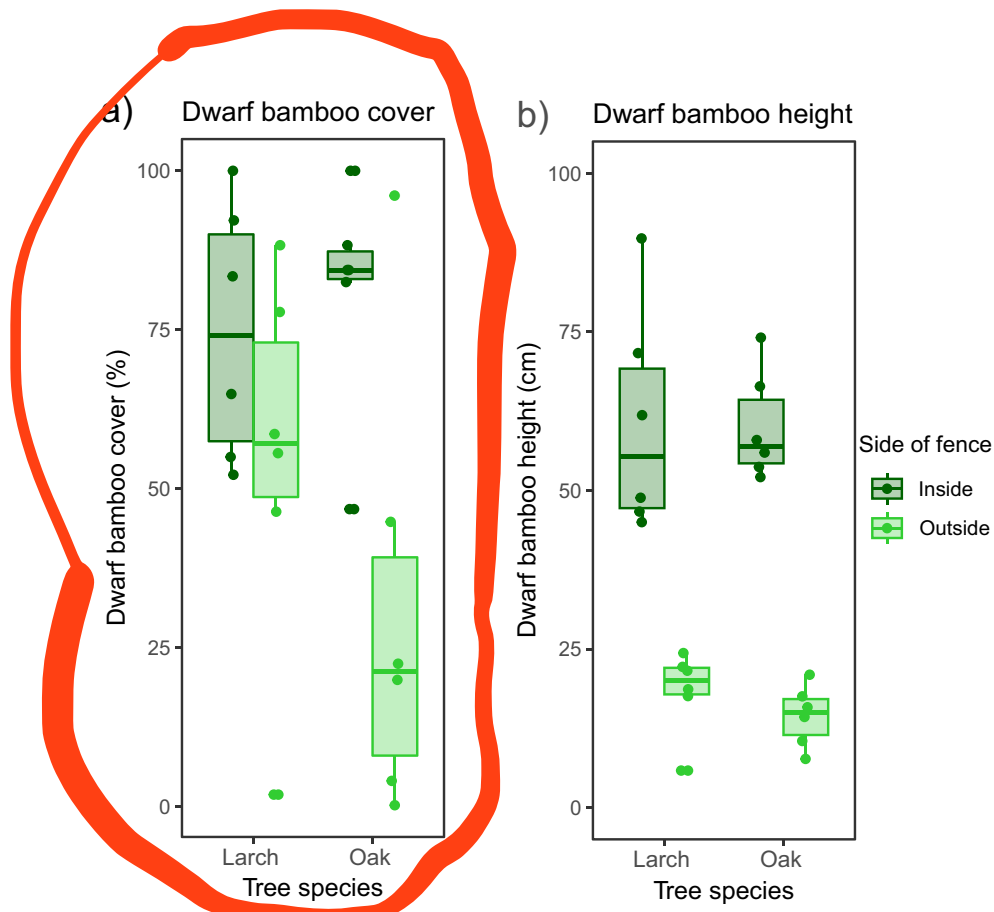 a) Dwarf bamboo cover
Dwarf bamboo cover (%)
100
75
50
25
0
Larch Oak
Tree species
b) Dwarf bamboo height
Dwarf bamboo height (cm)
100
75
50
25
0
Larch Oak
Tree species
Side of fence
Inside
Outside